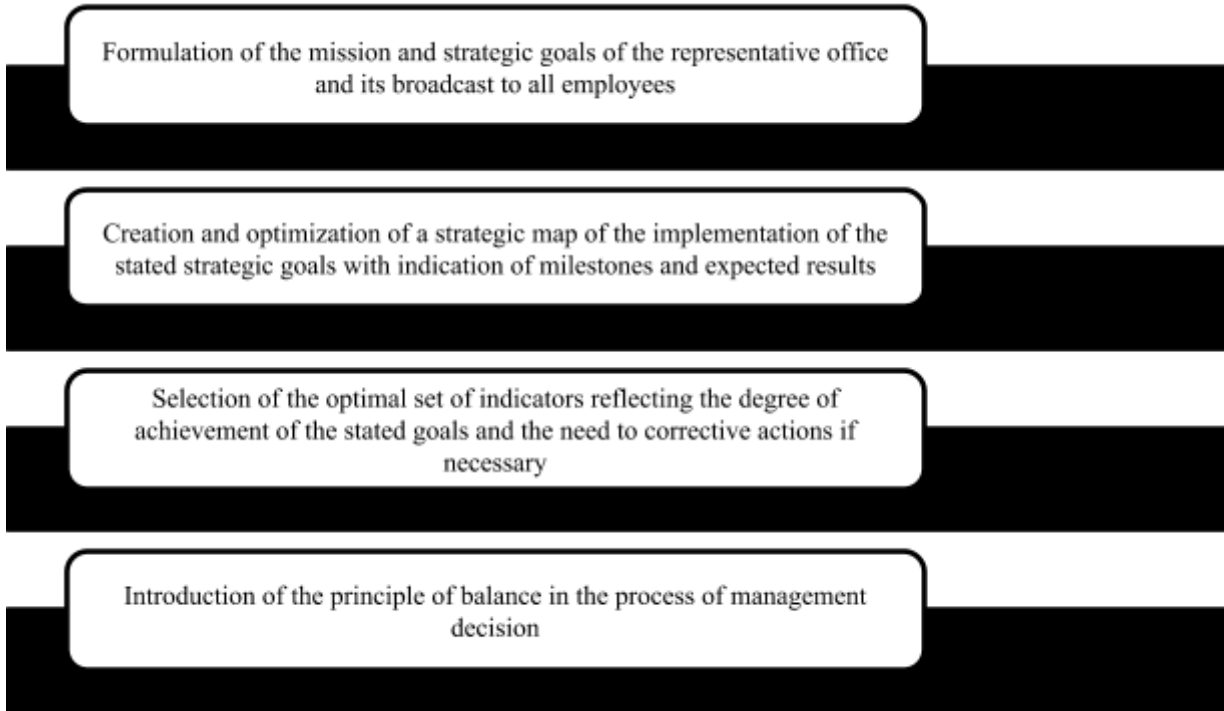 Formulation of the mission and strategic goals of the representative office
and its broadcast to all employees
Creation and optimization of a strategic map of the implementation of the
stated strategic goals with indication of milestones and expected results
Selection of the optimal set of indicators reflecting the degree of
achievement of the stated goals and the need to corrective actions if
necessary
Introduction of the principle of balance in the process of management
decision